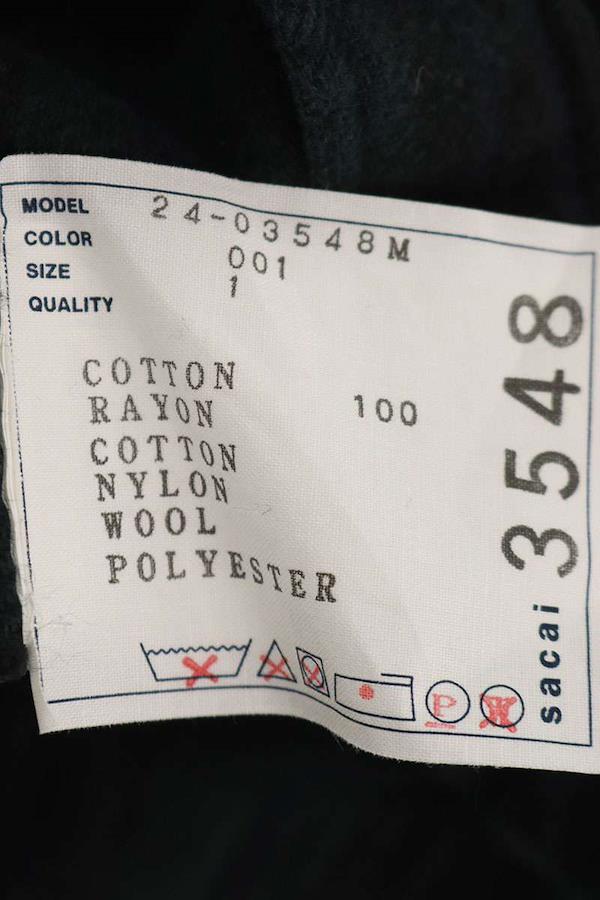 MODEL 24-03548M
COLOR 001
SIZE 1
QUALITY
COTTON
RAYON 100
COTTON
NYLON
WOOL
POLYESTER
P
W
sacai 3548